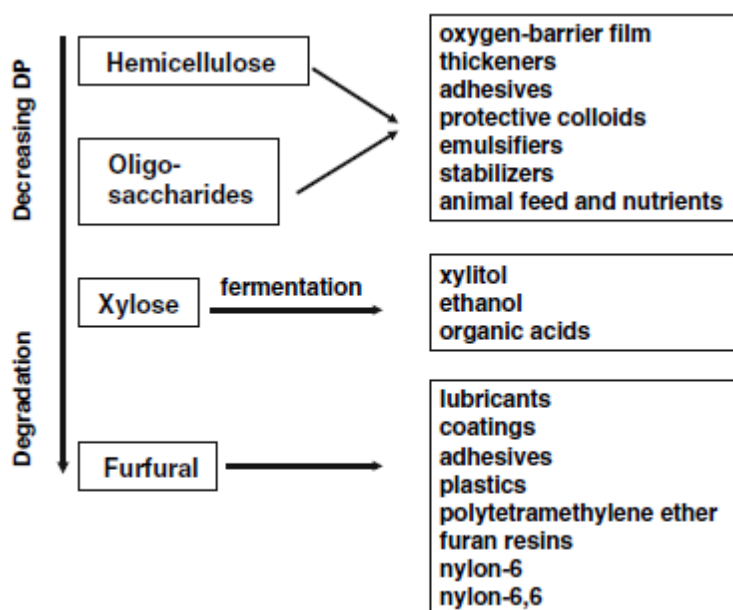 Decreasing DP
Degradation
Hemicellulose
Oligo-
saccharides
Xylose
fermentation
Furfural
oxygen-barrier film
thickeners
adhesives
protective colloids
emulsifiers
stabilizers
animal feed and nutrients
xylitol
ethanol
organic acids
lubricants
coatings
adhesives
plastics
polytetramethylene ether
furan resins
nylon-6
nylon-6,6